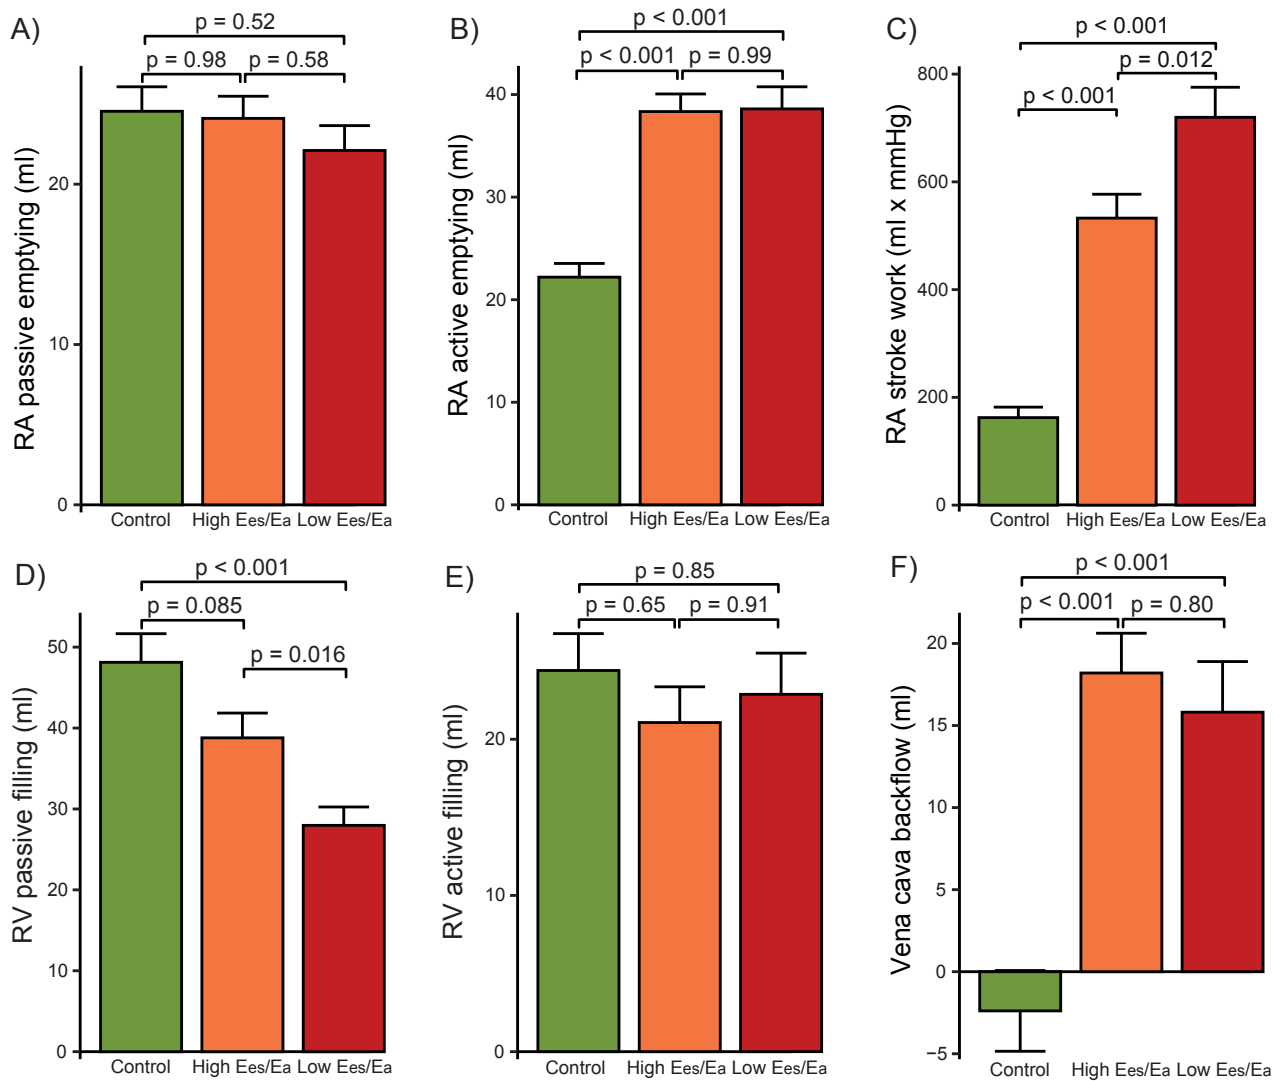 A)
p = 0.52
p = 0.98
p = 0.58
RA passive emptying (ml)
20
10
0
Control
High Ees/Ea
Low Ees/Ea
B)
p < 0.001
p < 0.001
p = 0.99
RA active emptying (ml)
40
30
20
10
0
Control
High Ees/Ea
Low Ees/Ea
C)
p < 0.001
p = 0.012
p < 0.001
RA stroke work (ml x mmHg)
800
600
400
200
0
Control
High Ees/Ea
Low Ees/Ea
D)
p < 0.001
p = 0.085
p = 0.016
RV passive filling (ml)
50
40
30
20
10
0
Control
High Ees/Ea
Low Ees/Ea
E)
p = 0.85
p = 0.65
p = 0.91
RV active filling (ml)
20
10
0
Control
High Ees/Ea
Low Ees/Ea
F)
p < 0.001
p < 0.001
p = 0.80
Vena cava backflow (ml)
20
15
10
5
0
−5
Control
High Ees/Ea
Low Ees/Ea